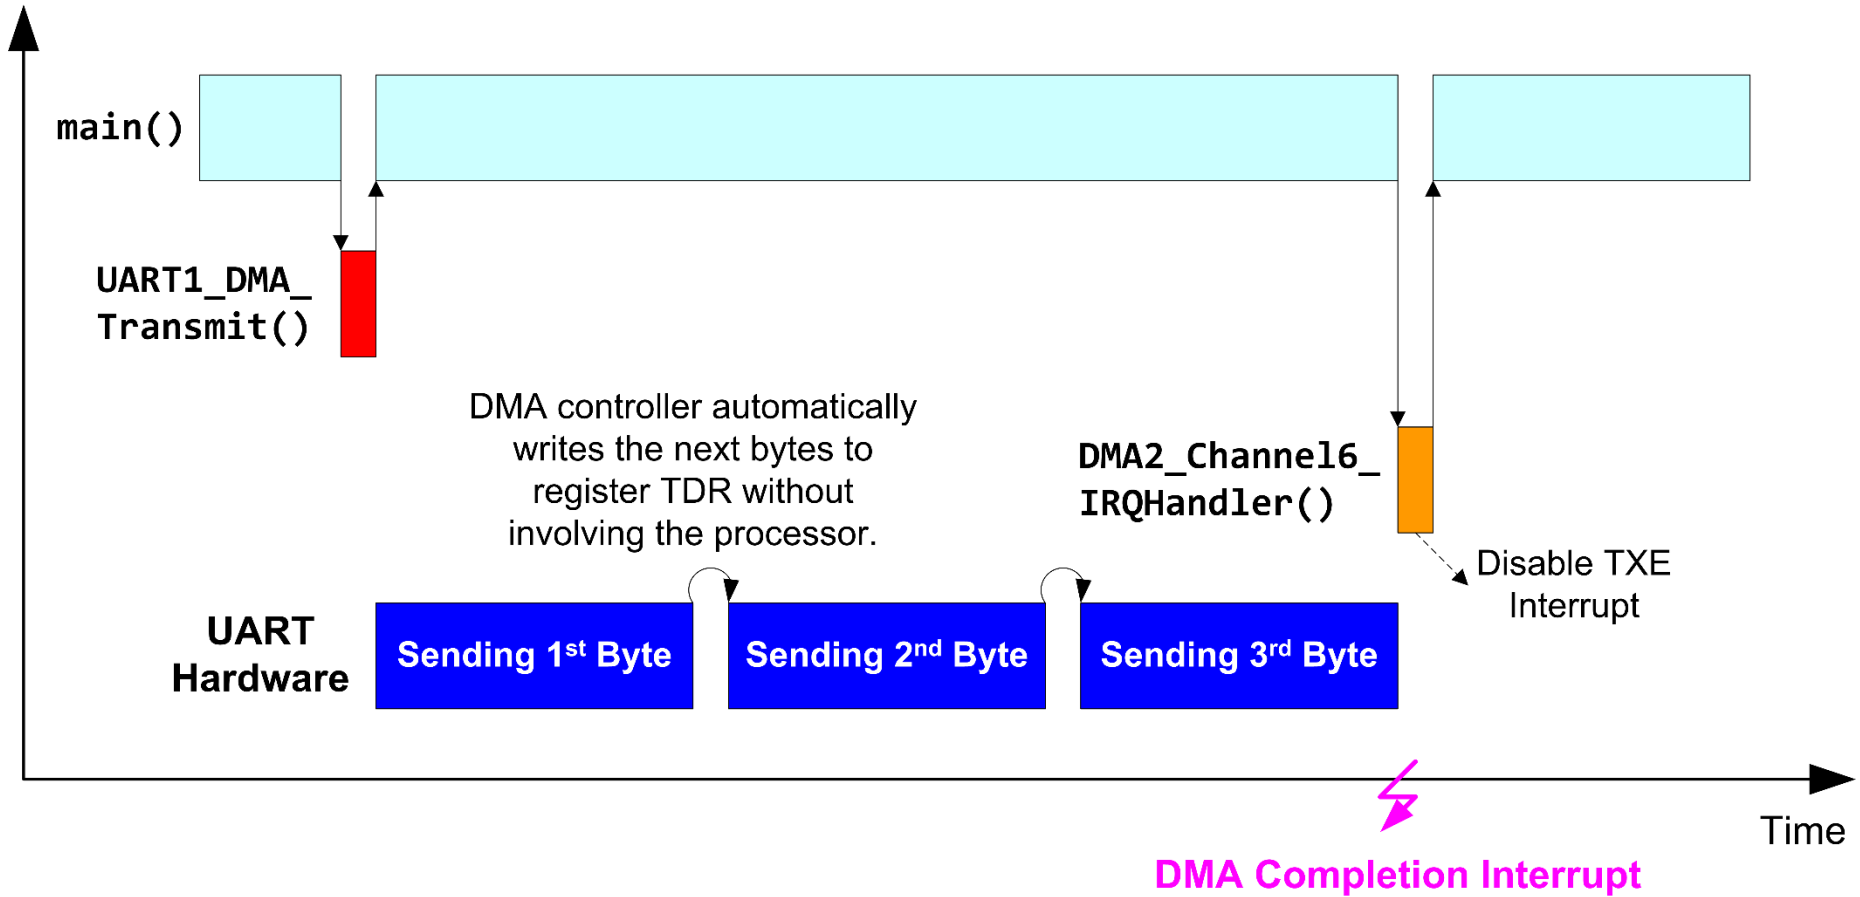 main()
UART1_DMA_
Transmit()
DMA controller automatically
writes the next bytes to
register TDR without
involving the processor.
DMA2_Channel6_
IRQHandler()
Disable TXE
Interrupt
UART
Hardware
Sending 1st Byte
Sending 2nd Byte
Sending 3rd Byte
Time
DMA Completion Interrupt